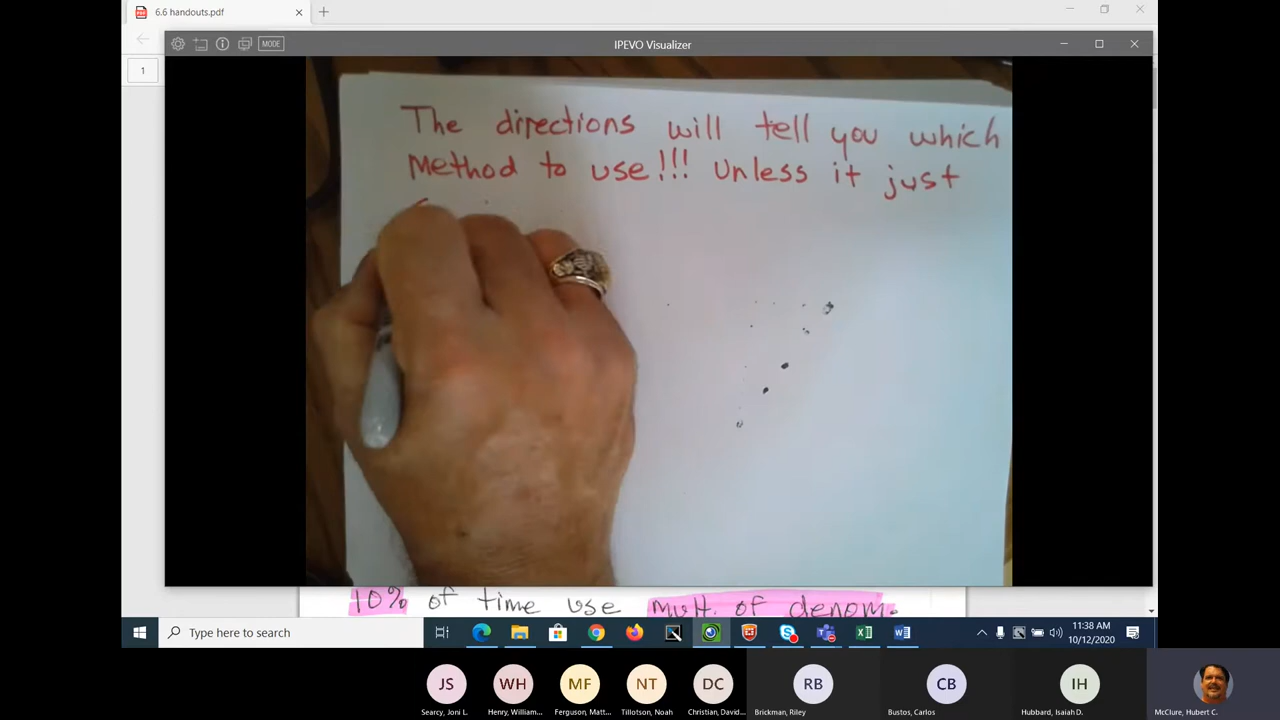 6.6 handouts.pdf
IPEVO Visualizer
MODE
1
The directions will tell you which
Method to use!!! Unless it just
10% of time use mult. of denom.
Type here to search
11:38 AM
10/12/2020
JS
WH
MF
NT
DC
RB
CB
IH
Searcy, Joni L.
Henry, William...
Ferguson, Matt...
Tillotson, Noah
Christian, David...
Brickman, Riley
Bustos, Carlos
Hubbard, Isaiah D.
McClure, Hubert C.